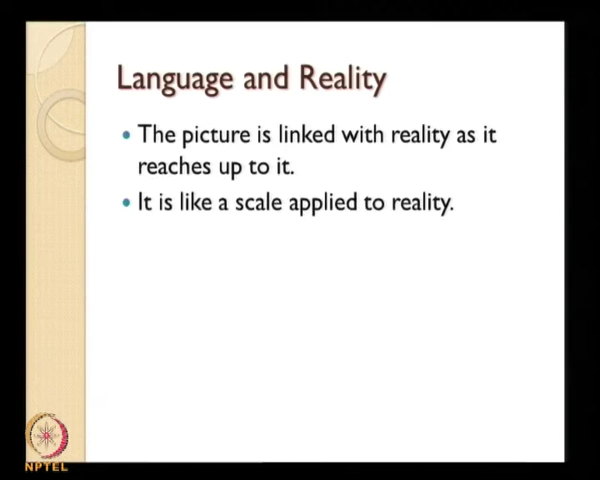 Language and Reality
• The picture is linked with reality as it
reaches up to it.
• It is like a scale applied to reality.
NPTEL